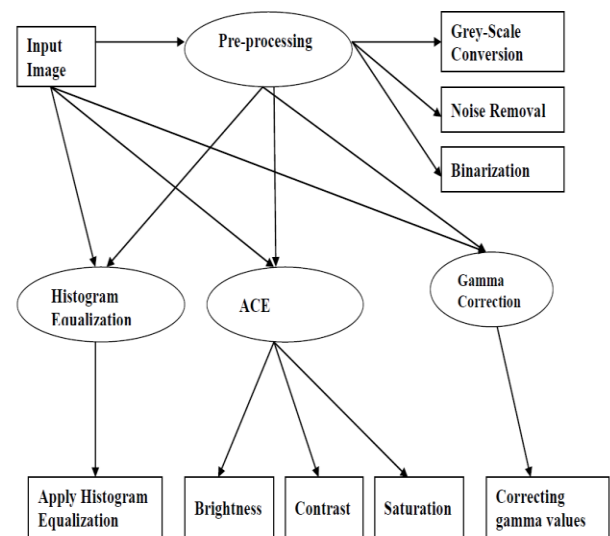 Input
Image
Pre-processing
Grey-Scale
Conversion
Noise Removal
Binarization
Histogram
Equalization
ACE
Gamma
Correction
Apply Histogram
Equalization
Brightness
Contrast
Saturation
Correcting
gamma values